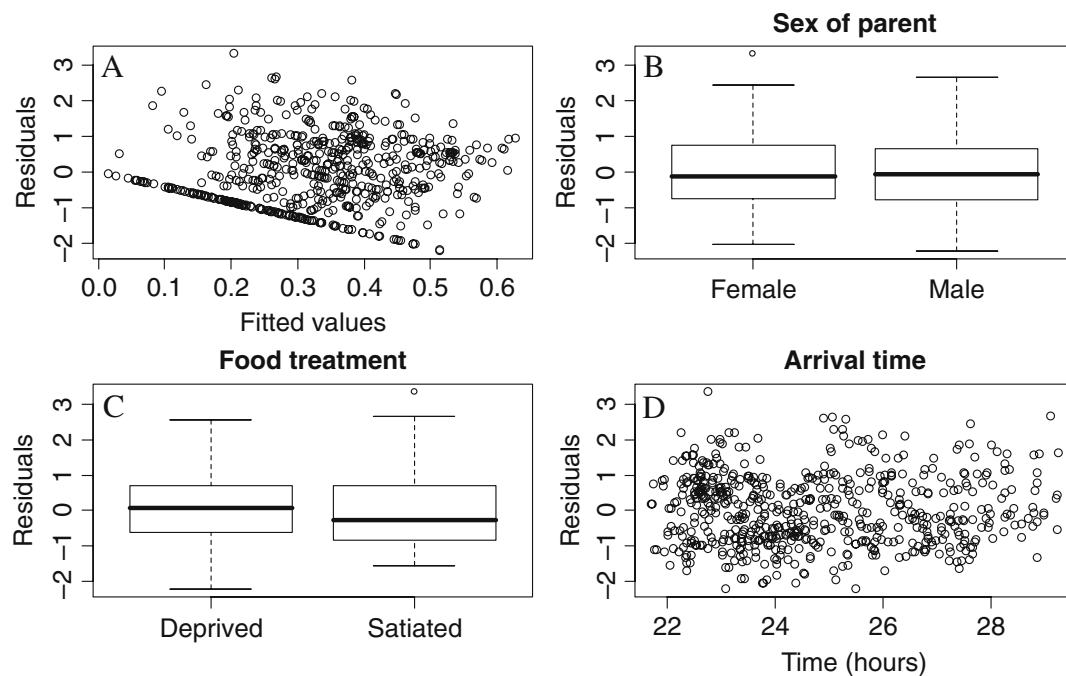 A
Residuals
3
2
1
0
−1
−2
0.0 0.1 0.2 0.3 0.4 0.5 0.6
Fitted values
Sex of parent
B
Residuals
3
2
1
0
−1
−2
Female Male
Food treatment
C
Residuals
3
2
1
0
−1
−2
Deprived Satiated
Arrival time
D
Residuals
3
2
1
0
−1
−2
22 24 26 28
Time (hours)